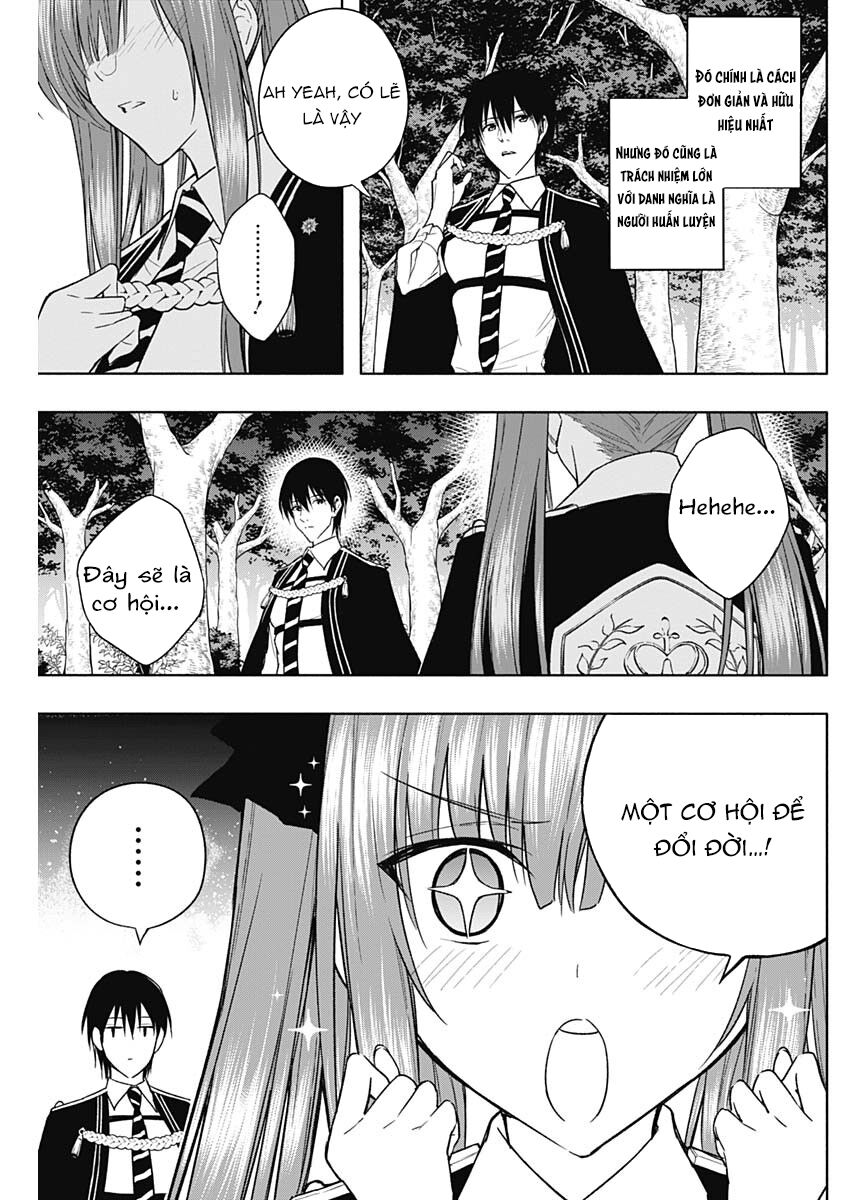 ĐÓ CHÍNH LÀ CÁCH
ĐƠN GIẢN VÀ HỮU
HIỆU NHẤT
NHƯNG ĐÓ CŨNG LÀ
TRÁCH NHIỆM LỚN
VỚI DANH NGHĨA LÀ
NGƯỜI HUẤN LUYỆN
AH YEAH, CÓ LẼ
LÀ VẬY
.......!
Hehehe...
Đây sẽ là
cơ hội...
MỘT CƠ HỘI ĐỂ
ĐỔI ĐỜI...!
......